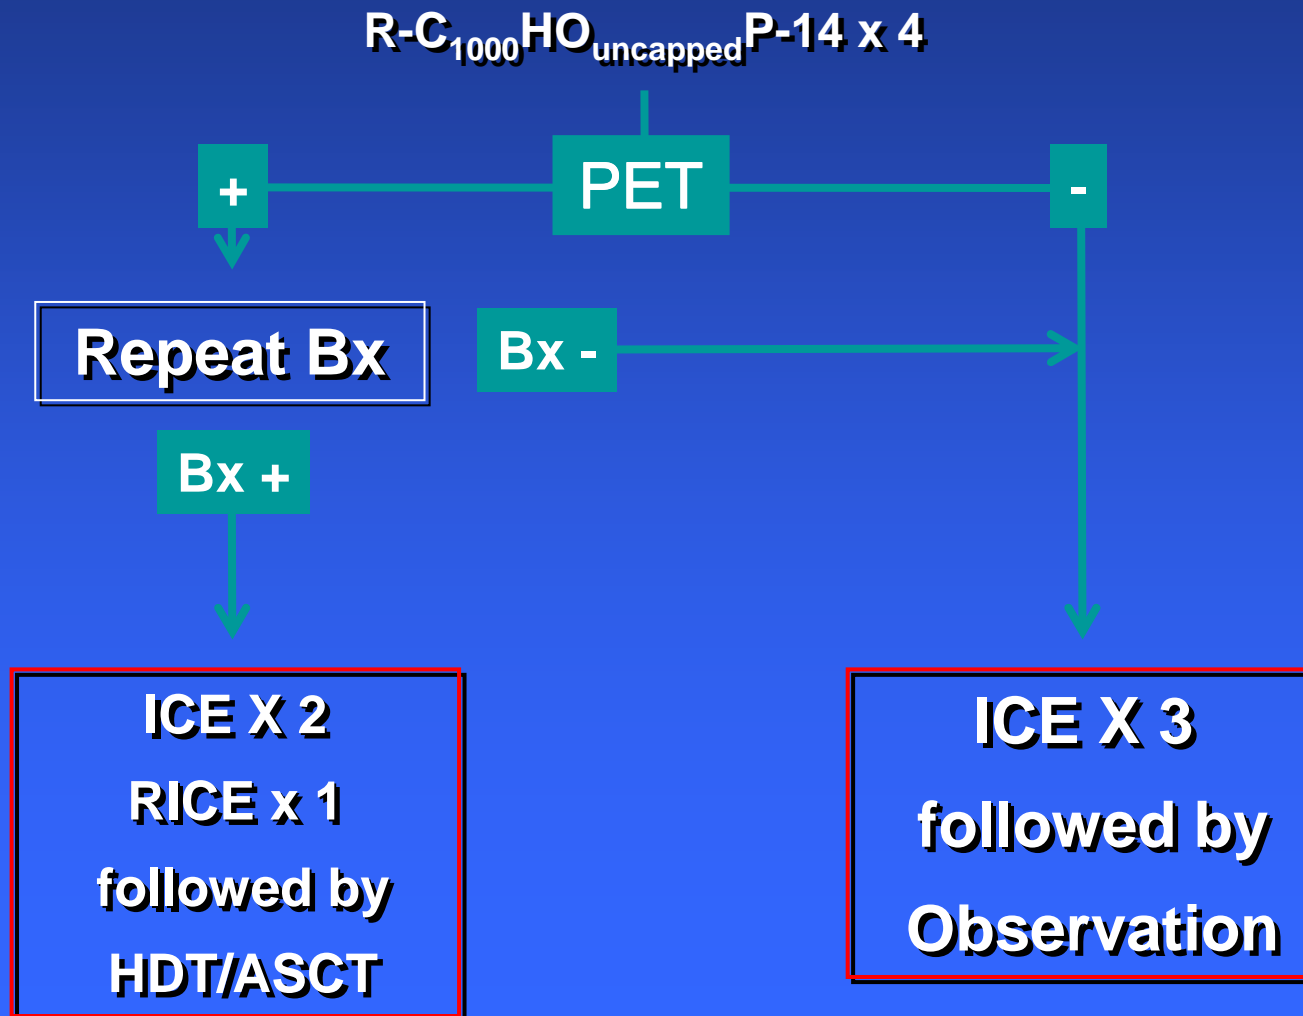 R-C1000HOuncappedP-14 x 4
+
PET
-
Repeat Bx
Bx -
Bx +
ICE X 2
RICE x 1
followed by
HDT/ASCT
ICE X 3
followed by
Observation